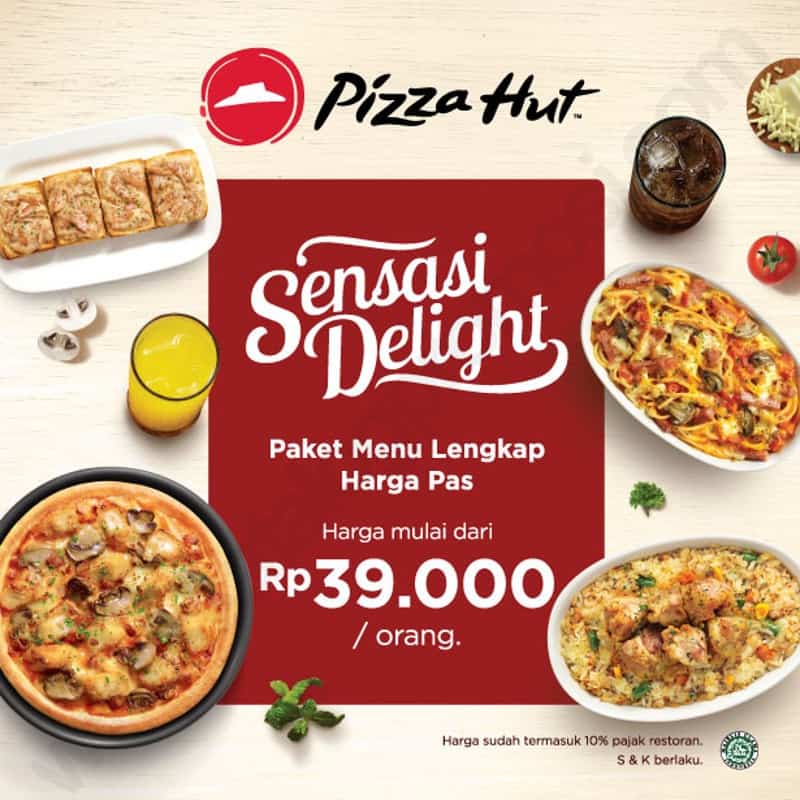 Pizza Hut™
Sensasi
Delight
Paket Menu Lengkap
Harga Pas
Harga mulai dari
Rp39.000
/ orang.
Harga sudah termasuk 10% pajak restoran.
S & K berlaku.